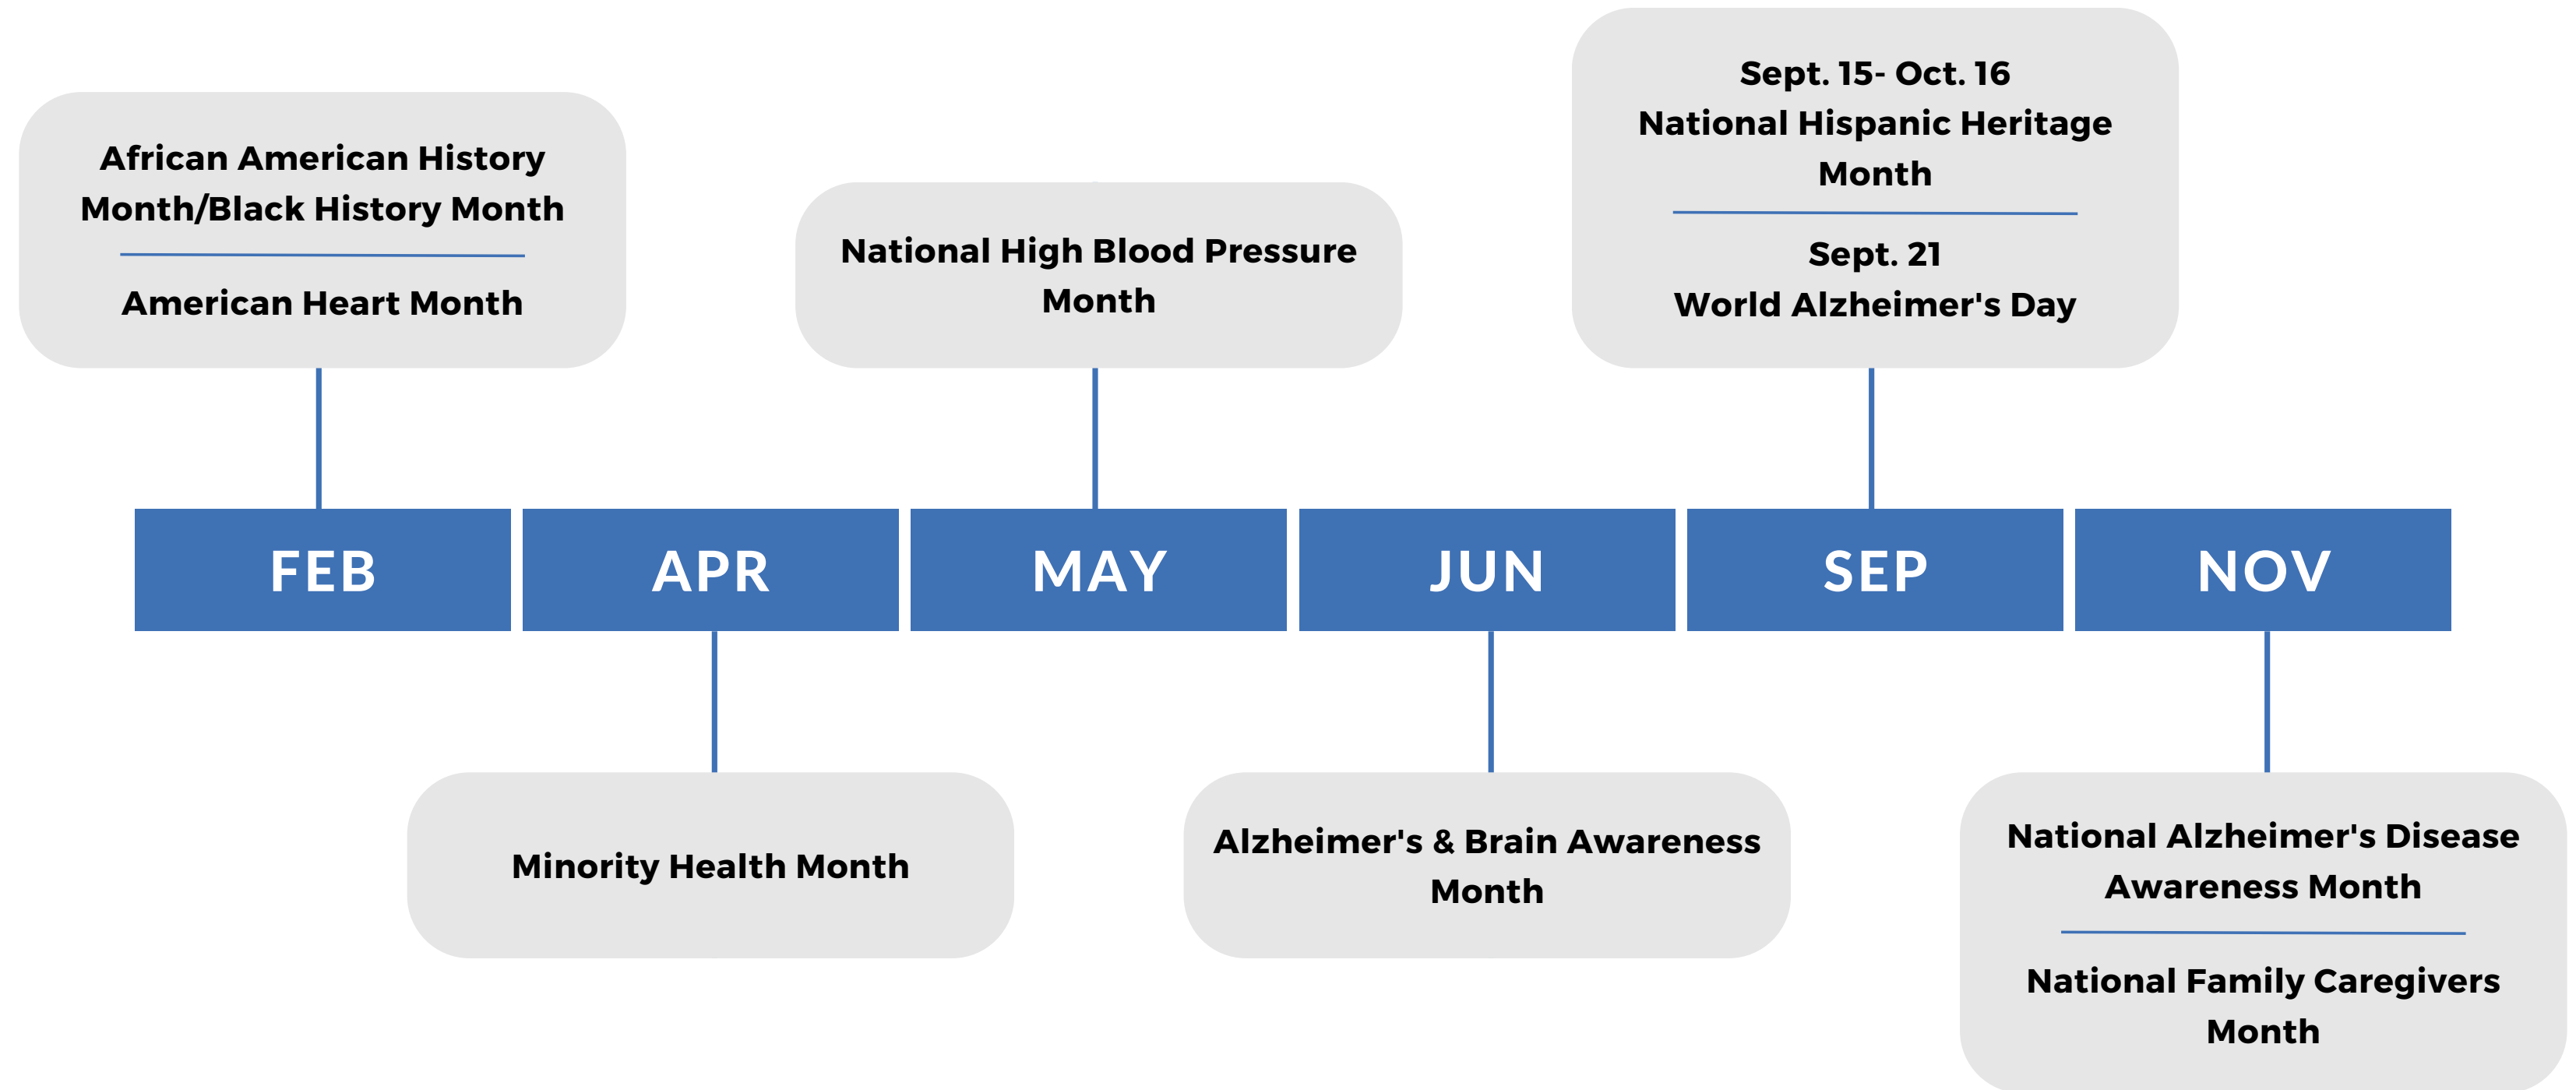 African American History
Month/Black History Month
American Heart Month
National High Blood Pressure
Month
Sept. 15- Oct. 16
National Hispanic Heritage
Month
Sept. 21
World Alzheimer's Day
FEB
APR
MAY
JUN
SEP
NOV
Minority Health Month
Alzheimer's & Brain Awareness
Month
National Alzheimer's Disease
Awareness Month
National Family Caregivers
Month